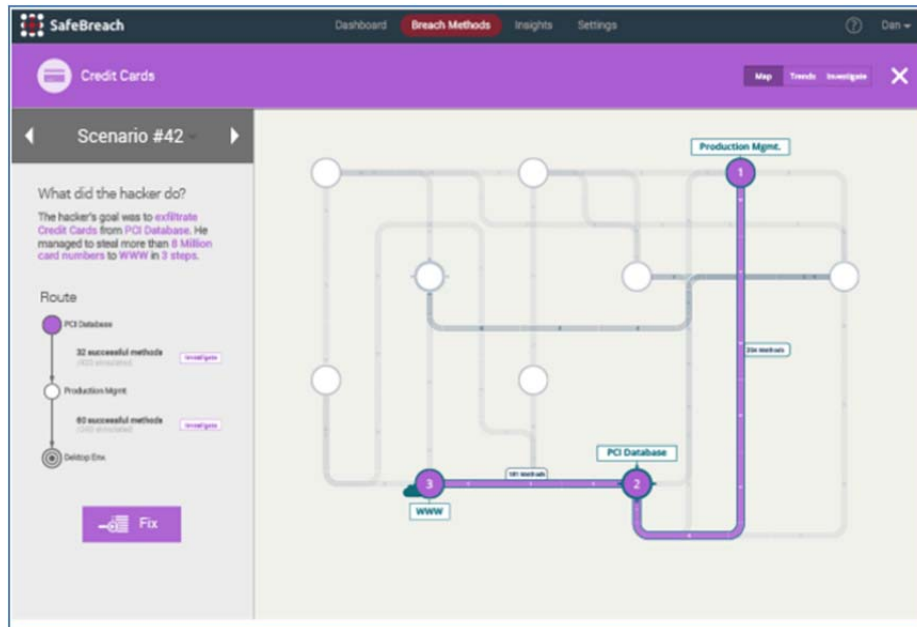 SafeBreach
Dashboard
Breach Methods
Insights
Settings
?
Dan
Credit Cards
Map
Trends
Investigate
Scenario #42
What did the hacker do?
The hacker's goal was to exfiltrate
Credit Cards from PCI Database. He
managed to steal more than 8 Million
card numbers to WWW in 3 steps.
Route
PCI Database
32 successful methods
Investigate
Production Mgmt
60 successful methods
Investigate
Fix
Production Mgmt.
1
PCI Database
2
3
WWW